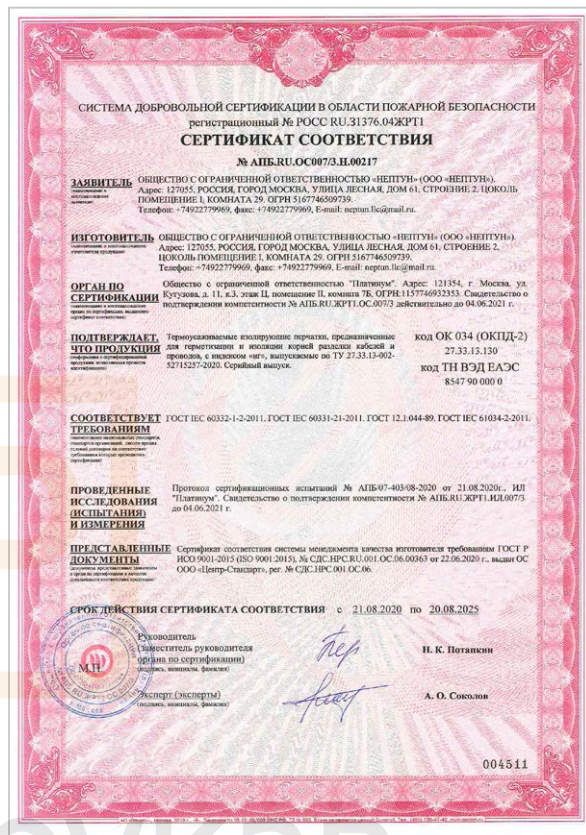 СИСТЕМА ДОБРОВОЛЬНОЙ СЕРТИФИКАЦИИ В ОБЛАСТИ ПОЖАРНОЙ БЕЗОПАСНОСТИ
регистрационный № РОСС RU.31376.04ЖРТ1
СЕРТИФИКАТ СООТВЕТСТВИЯ
№ АПБ.RU.ОС007/3.Н.00217
ЗАЯВИТЕЛЬ ОБЩЕСТВО С ОГРАНИЧЕННОЙ ОТВЕТСТВЕННОСТЬЮ «НЕПТУН» (ООО «НЕПТУН»).
Адрес: 127055, РОССИЯ, ГОРОД МОСКВА, УЛИЦА ЛЕСНАЯ, ДОМ 61, СТРОЕНИЕ 2, ЦОКОЛЬ
ПОМЕЩЕНИЕ I, КОМНАТА 29. ОГРН 5167746509739.
Телефон: +74922779969, факс: +74922779969, E-mail: neptun.llc@mail.ru.
ИЗГОТОВИТЕЛЬ ОБЩЕСТВО С ОГРАНИЧЕННОЙ ОТВЕТСТВЕННОСТЬЮ «НЕПТУН» (ООО «НЕПТУН»).
Адрес: 127055, РОССИЯ, ГОРОД МОСКВА, УЛИЦА ЛЕСНАЯ, ДОМ 61, СТРОЕНИЕ 2,
ЦОКОЛЬ ПОМЕЩЕНИЕ I, КОМНАТА 29. ОГРН 5167746509739.
Телефон: +74922779969, факс: +74922779969, E-mail: neptun.llc@mail.ru.
ОРГАН ПО СЕРТИФИКАЦИИ
Общество с ограниченной ответственностью "Платинум". Адрес: 121354, г. Москва, ул.
Кутузова, д. 11, к.3, этаж Ц, помещение II, комната 7Б, ОГРН:1157746932353. Свидетельство о
подтверждении компетентности № АПБ.RU.ЖРТ1.ОС.007/3 действительно до 04.06.2021 г.
ПОДТВЕРЖДАЕТ,
ЧТО ПРОДУКЦИЯ
Термоусаживаемые изолирующие перчатки, предназначенные
для герметизации и изоляции корней разделки кабелей и
проводов, с индексом «нг», выпускаемые по ТУ 27.33.13-002-
52715257-2020. Серийный выпуск.
код ОК 034 (ОКПД-2)
27.33.13.130
код ТН ВЭД ЕАЭС
8547 90 000 0
СООТВЕТСТВУЕТ
ТРЕБОВАНИЯМ
ГОСТ IEC 60332-1-2-2011, ГОСТ IEC 60331-21-2011, ГОСТ 12.1.044-89, ГОСТ IEC 61034-2-2011.
ПРОВЕДЕННЫЕ
ИССЛЕДОВАНИЯ
(ИСПЫТАНИЯ)
И ИЗМЕРЕНИЯ
Протокол сертификационных испытаний № АПБ/07-403/08-2020 от 21.08.2020г., ИЛ
"Платинум". Свидетельство о подтверждении компетентности № АПБ.RU.ЖРТ1.ИЛ.007/3
до 04.06.2021 г.
ПРЕДСТАВЛЕННЫЕ
ДОКУМЕНТЫ
Сертификат соответствия системы менеджмента качества изготовителя требованиям ГОСТ Р
ИСО 9001-2015 (ISO 9001:2015), № СДС.НРС.RU.001.ОС.06.00363 от 22.06.2020 г., выдан ОС
ООО «Центр-Стандарт», рег. № СДС.НРС.001.ОС.06.
СРОК ДЕЙСТВИЯ СЕРТИФИКАТА СООТВЕТСТВИЯ с 21.08.2020 по 20.08.2025
Руководитель
(заместитель руководителя
органа по сертификации)
(подпись, инициалы, фамилия)
Н. К. Потапкин
М.П.
Эксперт (эксперты)
(подпись, инициалы, фамилия)
А. О. Соколов
004511